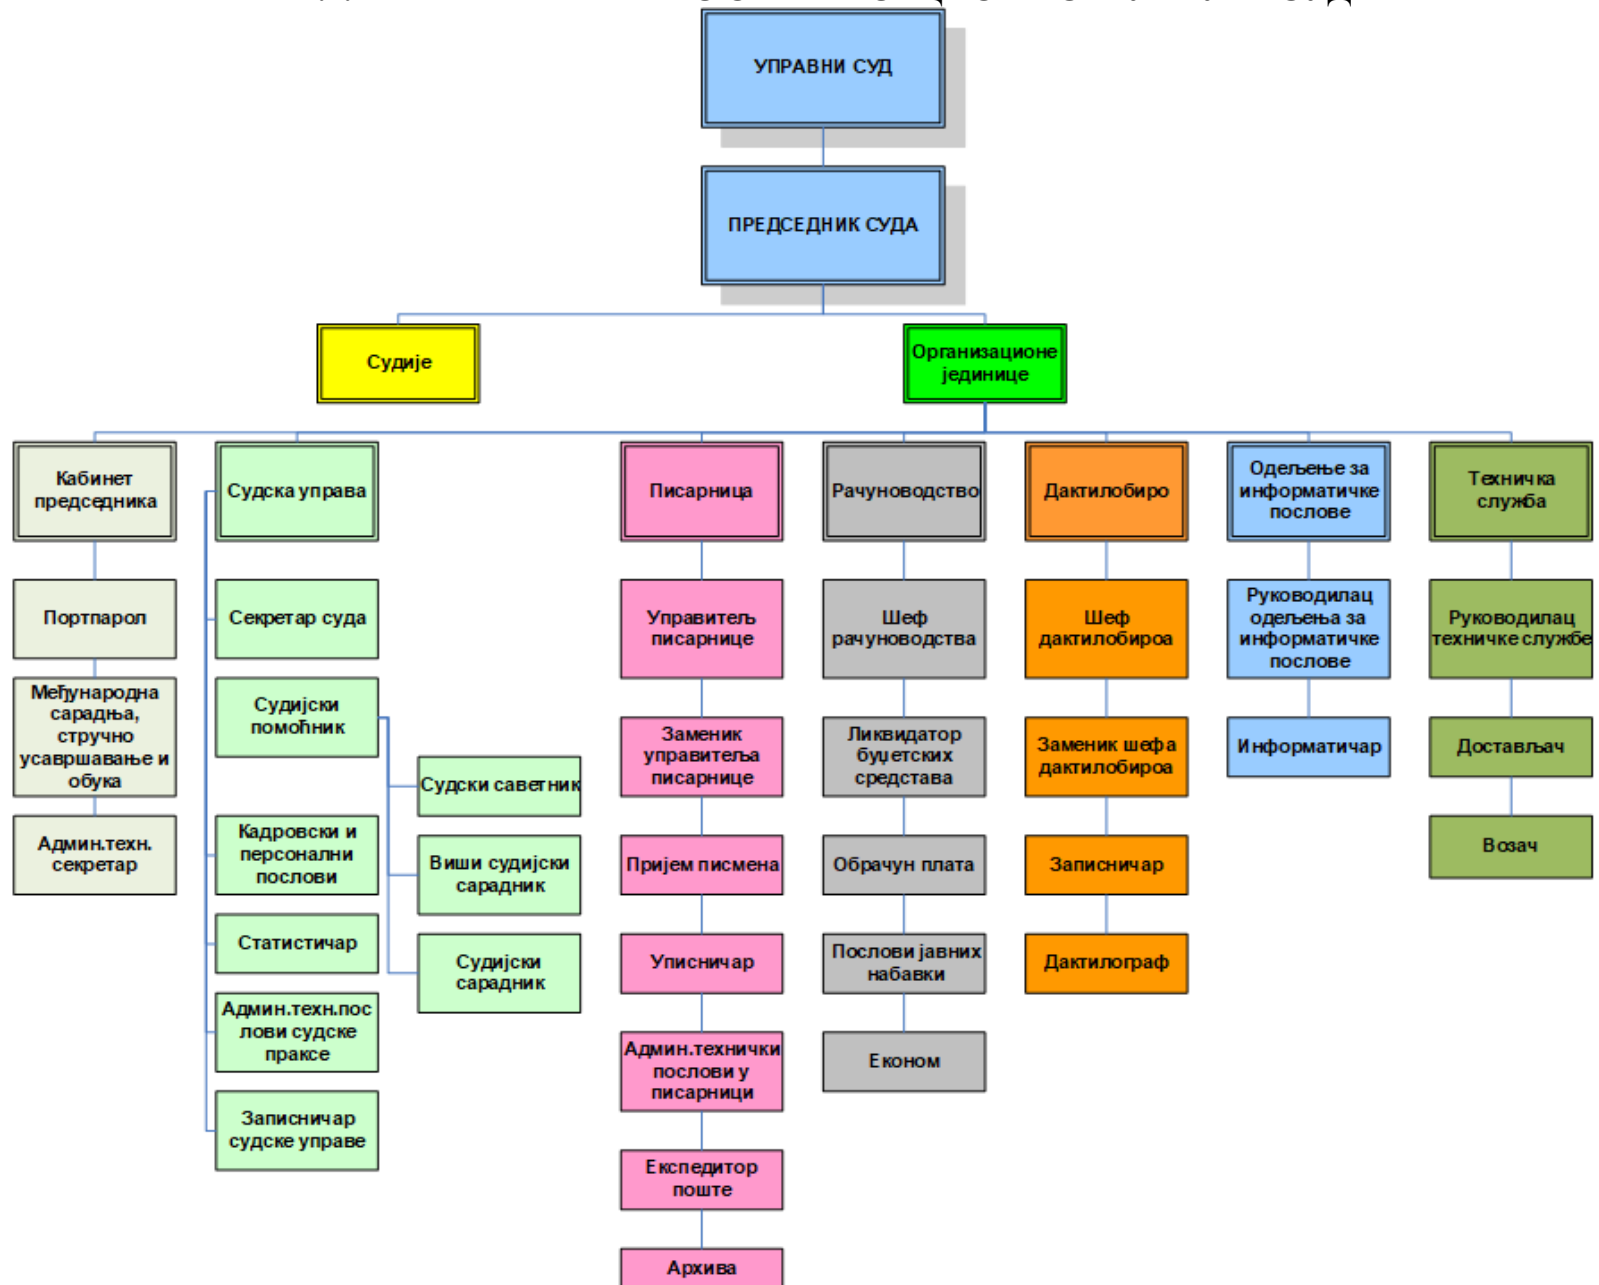 УПРАВНИ СУД
ПРЕДСЕДНИК СУДА
Судије
Организационе
јединице
Кабинет
председника
Портпарол
Међународна
сарадња,
стручно
усавршавање и
обука
Админ.техн.
секретар
Судска управа
Секретар суда
Судијски
помоћник
Судски саветник
Виши судијски
сарадник
Судијски
сарадник
Кадровски и
персонални
послови
Статистичар
Админ.техн.пос
лови судске
праксе
Записничар
судске управе
Писарница
Управитељ
писарнице
Заменик
управитеља
писарнице
Пријем писмена
Уписничар
Админ.технички
послови у
писарници
Експедитор
поште
Архива
Рачуноводство
Шеф
рачуноводства
Ликвидатор
буџетских
средстава
Обрачун плата
Послови јавних
набавки
Економ
Дактилобиро
Шеф
дактилобироа
Заменик шефа
дактилобироа
Записничар
Дактилограф
Одељење за
информатичке
послове
Руководилац
одељења за
информатичке
послове
Информатичар
Техничка
служба
Руководилац
техничке службе
Достављач
Возач